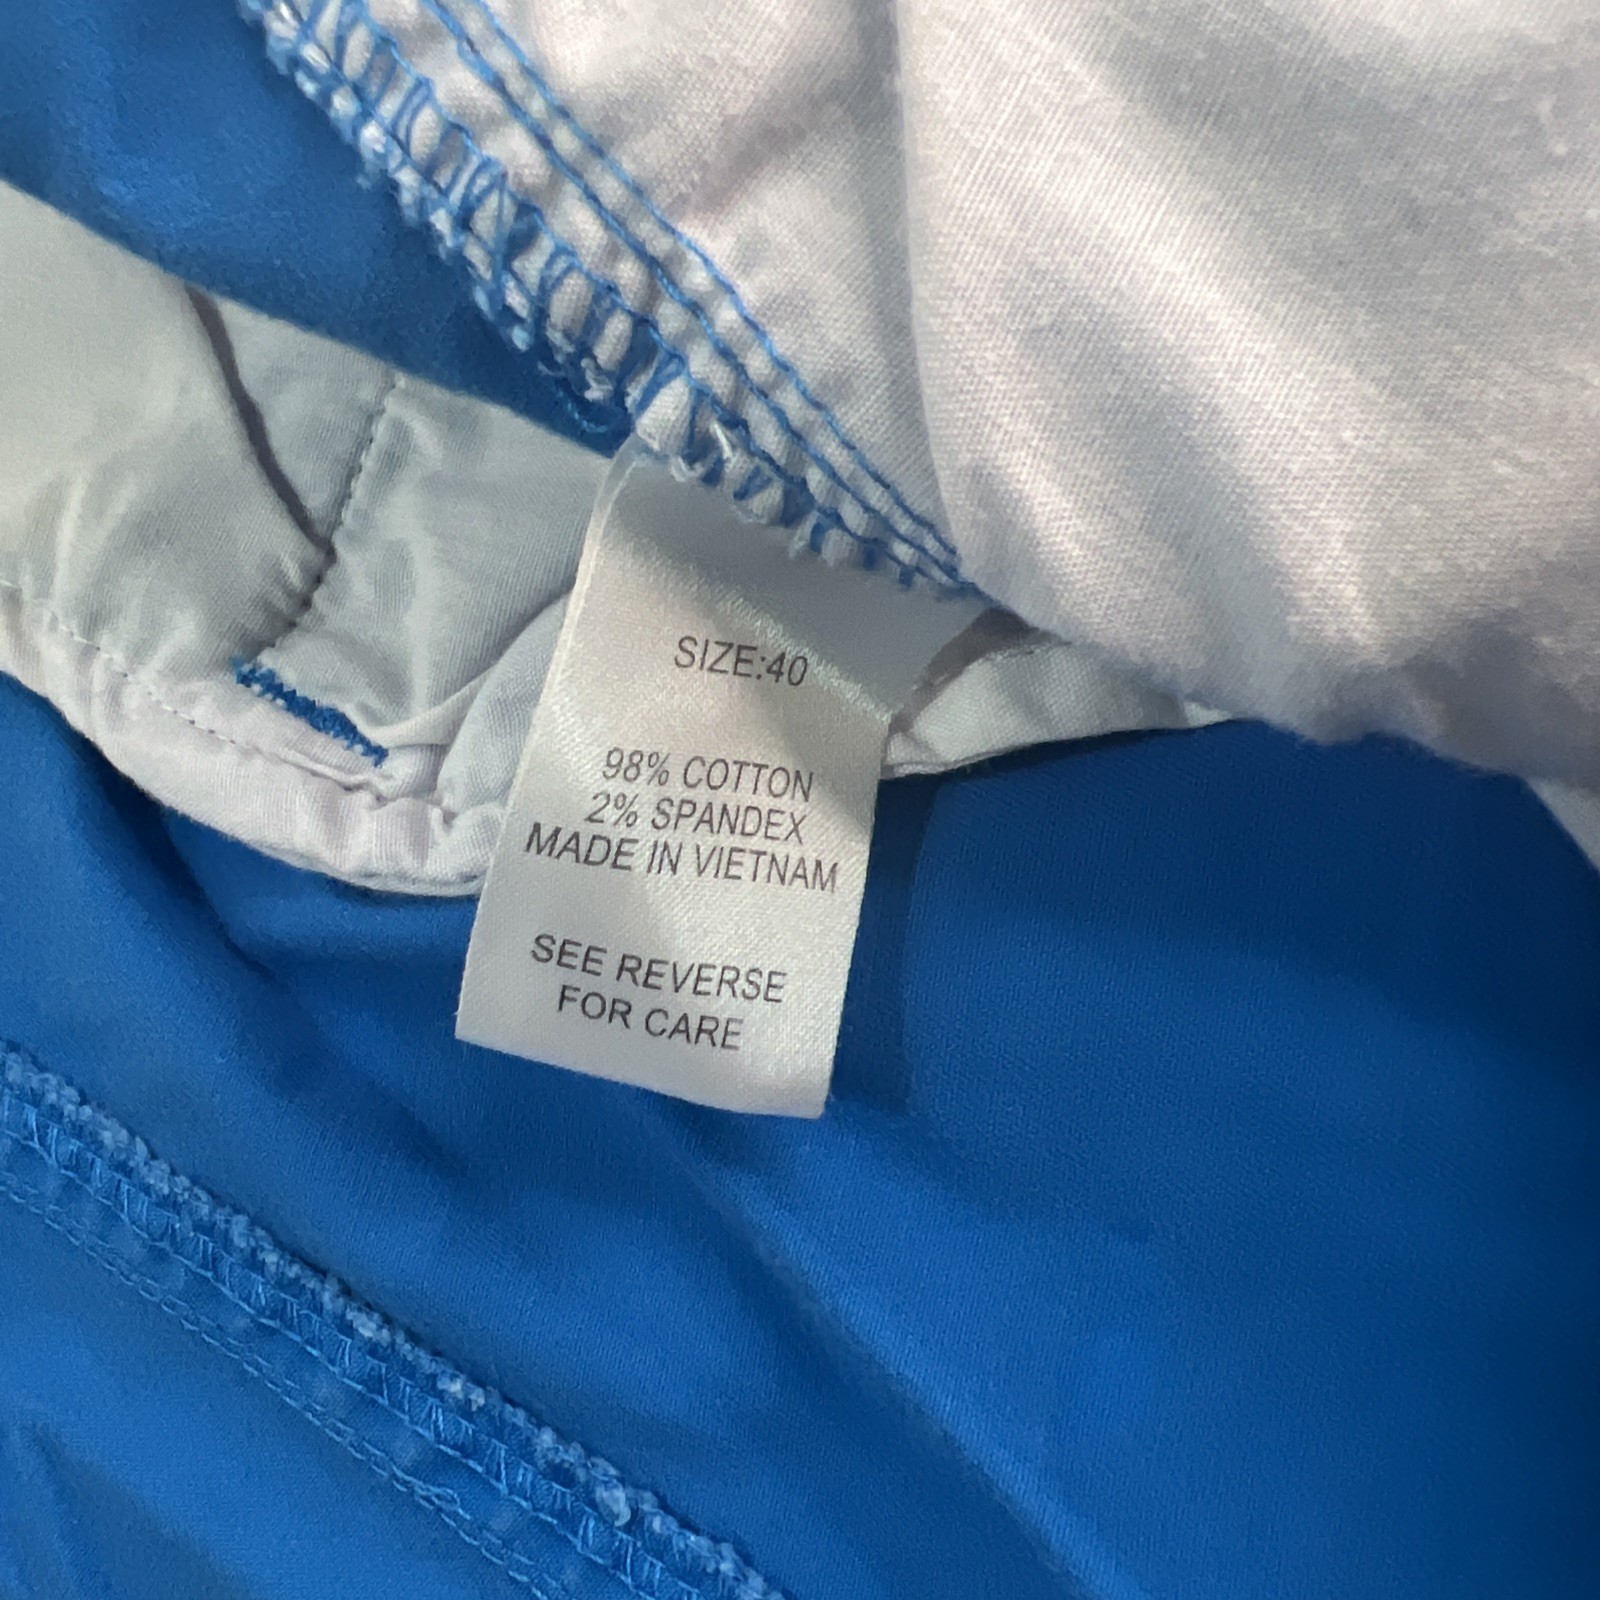 SIZE:40
98% COTTON
2% SPANDEX
MADE IN VIETNAM
SEE REVERSE
FOR CARE